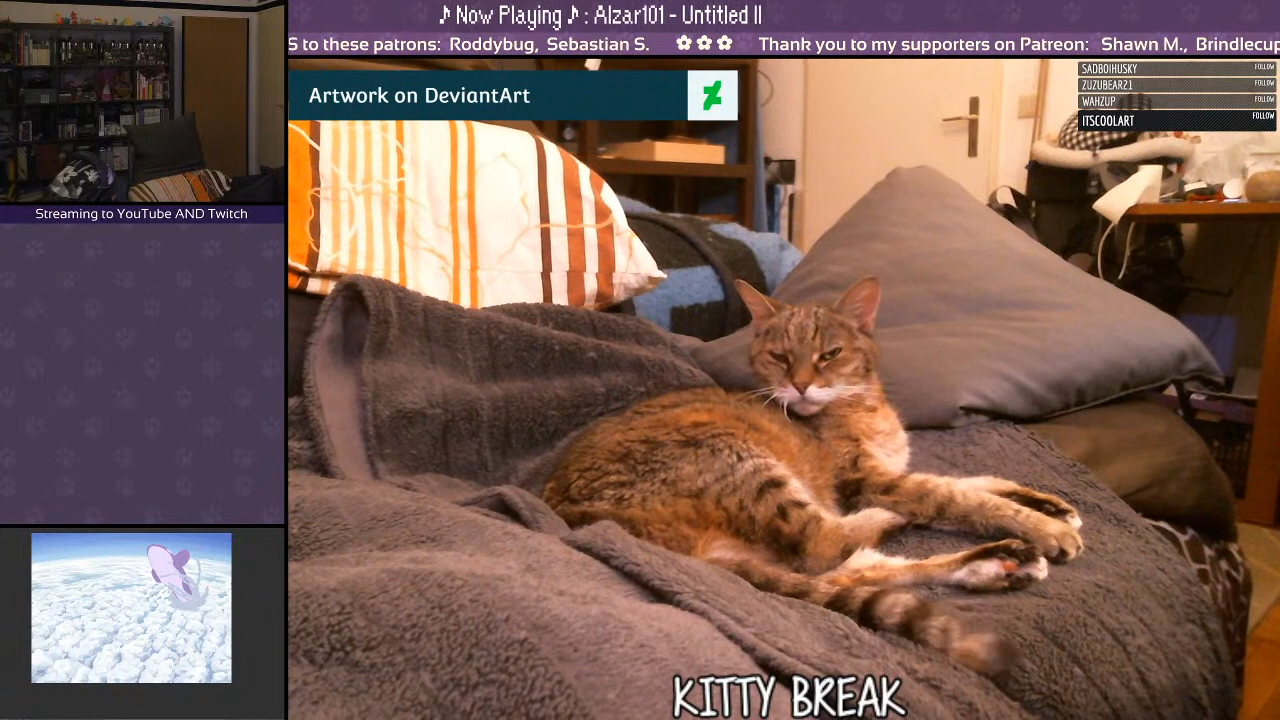 ♪ Now Playing ♪ : Alzar101 - Untitled II
S to these patrons: Roddybug, Sebastian S. ✿ ✿ ✿ Thank you to my supporters on Patreon: Shawn M., Brindlecup
Artwork on DeviantArt
SADBOIHUSKY FOLLOW
ZUZUBEAR21 FOLLOW
WAHZUP FOLLOW
ITSCOOLART FOLLOW
Streaming to YouTube AND Twitch
KITTY BREAK